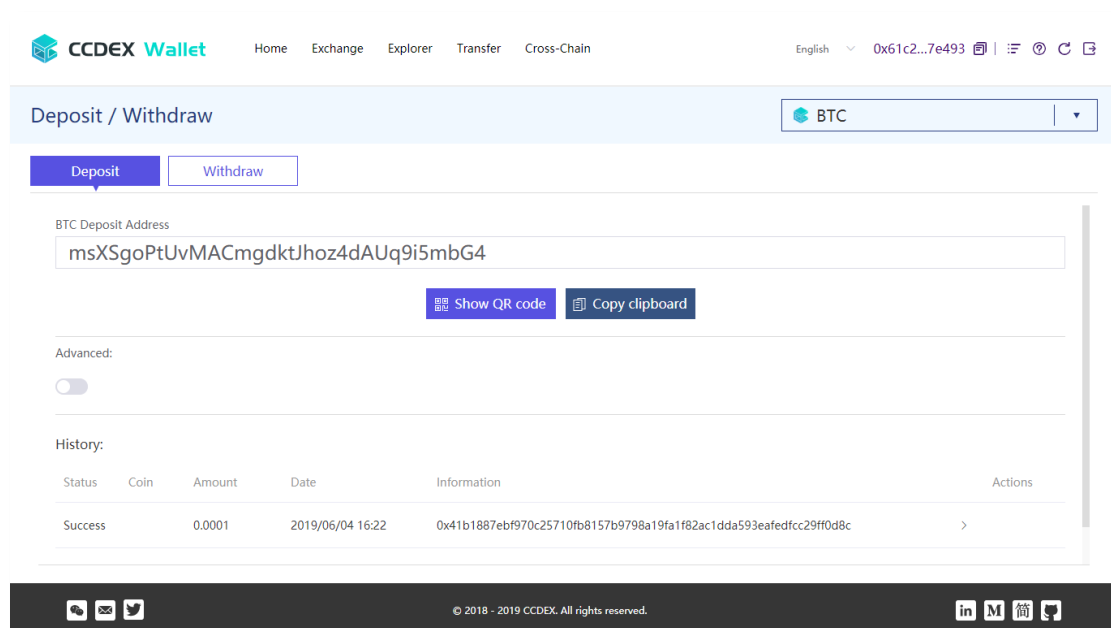 CCDEX Wallet Home Exchange Explorer Transfer Cross-Chain English 0x61c2...7e493
Deposit / Withdraw BTC
Deposit Withdraw
BTC Deposit Address
msXSgoPtUvMACmgdktJhoz4dAUq9i5mbG4
Show QR code Copy clipboard
Advanced:
History:
Status Coin Amount Date Information Actions
Success 0.0001 2019/06/04 16:22 0x41b1887ebf970c25710fb8157b9798a19fa1f82ac1dda593eafedfcc29ff0d8c
© 2018 - 2019 CCDEX. All rights reserved. in M 简